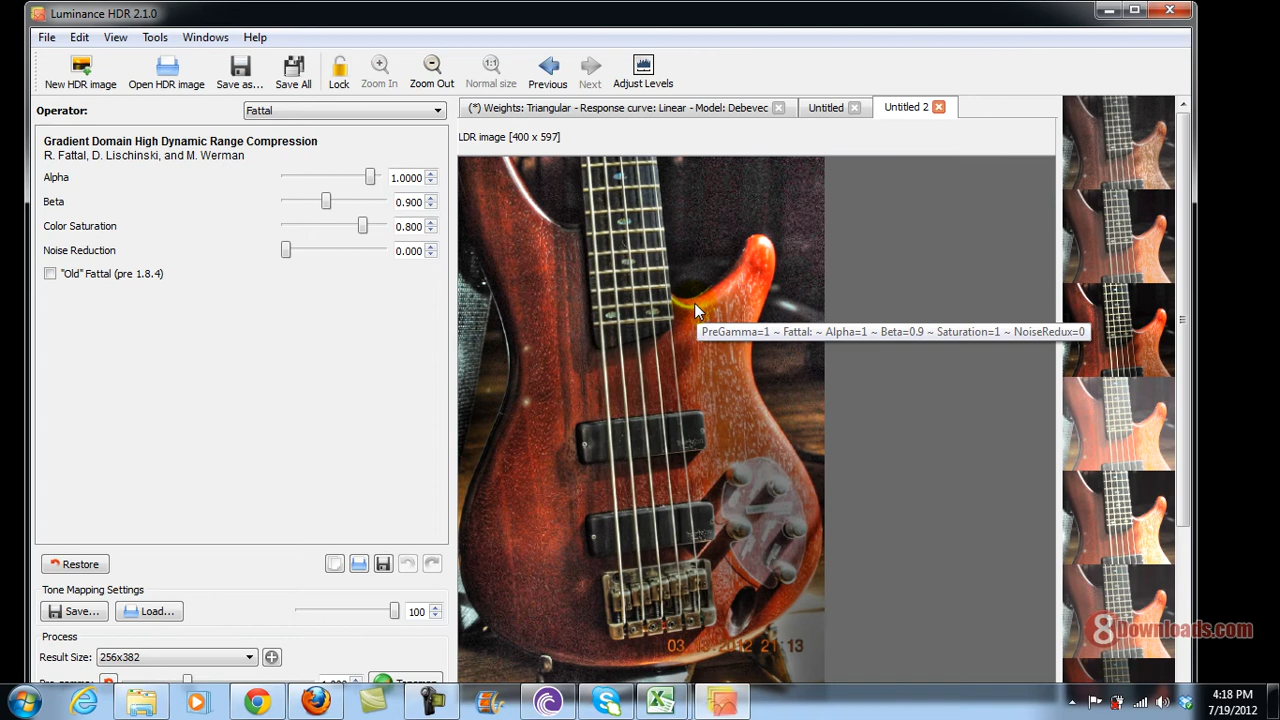 Luminance HDR 2.1.0
File Edit View Tools Windows Help
New HDR image Open HDR image Save as... Save All Lock Zoom In Zoom Out Normal size Previous Next Adjust Levels
Operator: Fattal
(*) Weights: Triangular - Response curve: Linear - Model: Debevec Untitled Untitled 2
LDR image [400 x 597]
Gradient Domain High Dynamic Range Compression
R. Fattal, D. Lischinski, and M. Werman
Alpha 1.0000
Beta 0.900
Color Saturation 0.800
Noise Reduction 0.000
"Old" Fattal (pre 1.8.4)
PreGamma=1 ~ Fattal: ~ Alpha=1 ~ Beta=0.9 ~ Saturation=1 ~ NoiseRedux=0
Restore
Tone Mapping Settings
Save... Load... 100
Process
Result Size: 256x382
8Downloads.com
4:18 PM
7/19/2012